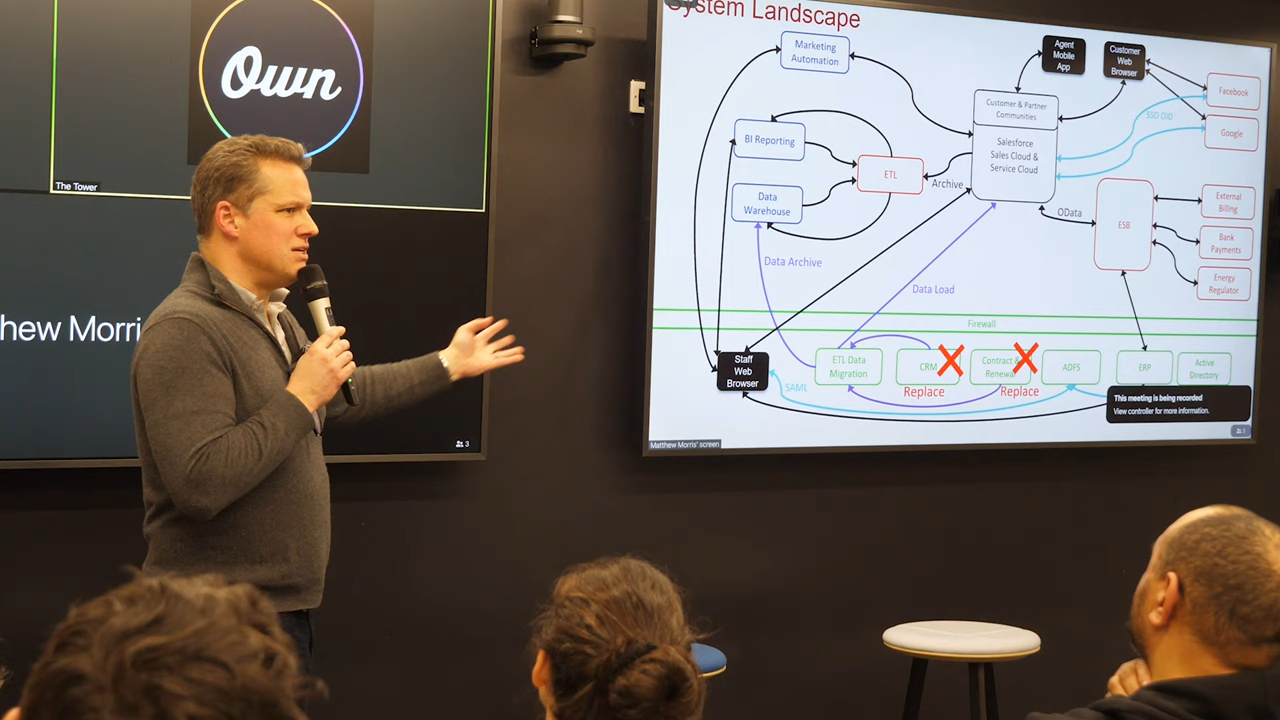 Own
The Tower
hew Morri
3
System Landscape
Marketing
Automation
Agent
Mobile
App
Customer
Web
Browser
Facebook
Google
SSO OID
Customer & Partner
Communities
Salesforce
Sales Cloud &
Service Cloud
BI Reporting
ETL
Archive
Data
Warehouse
OData
ESB
External
Billing
Bank
Payments
Energy
Regulator
Data Archive
Data Load
Firewall
Staff
Web
Browser
SAML
ETL Data
Migration
CRM
Replace
Contract &
Renewal
Replace
ADFS
ERP
Active
Directory
This meeting is being recorded
View controller for more information.
Matthew Morris' screen